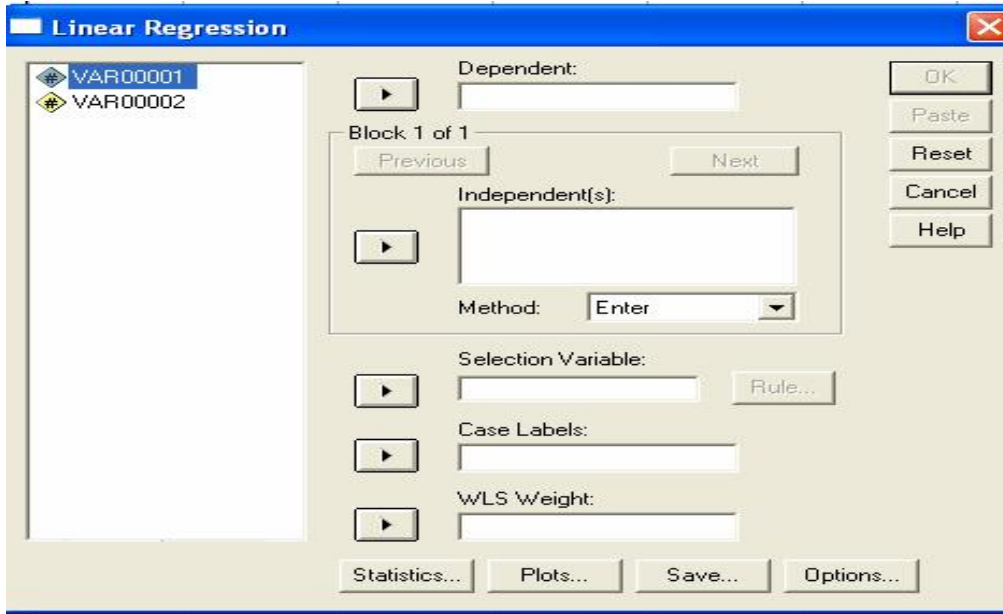 Linear Regression
VAR00001
VAR00002
Dependent:
Block 1 of 1
Previous
Next
Independent(s):
Method:
Enter
Selection Variable:
Rule...
Case Labels:
WLS Weight:
Statistics...
Plots...
Save...
Options...
OK
Paste
Reset
Cancel
Help